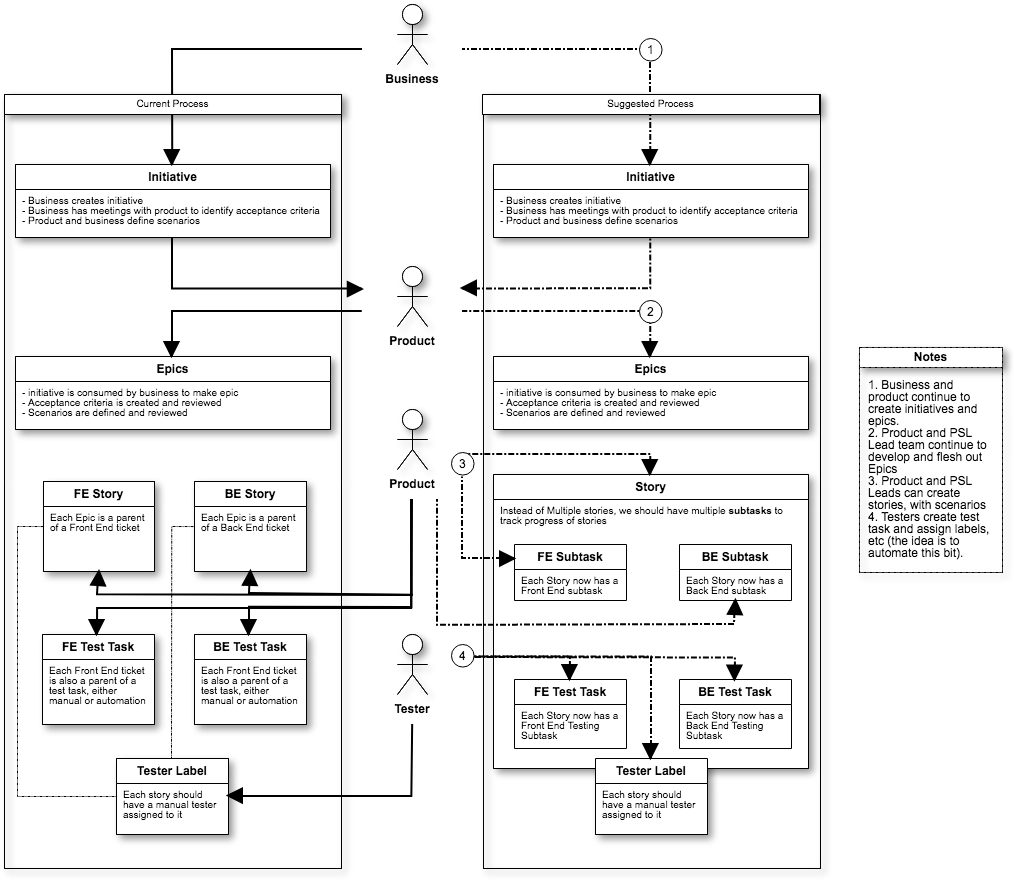 Business
1
Current Process
Initiative
- Business creates initiative
- Business has meetings with product to identify acceptance criteria
- Product and business define scenarios
Suggested Process
Initiative
- Business creates initiative
- Business has meetings with product to identify acceptance criteria
- Product and business define scenarios
Product
2
Epics
- initiative is consumed by business to make epic
- Acceptance criteria is created and reviewed
- Scenarios are defined and reviewed
Epics
- initiative is consumed by business to make epic
- Acceptance criteria is created and reviewed
- Scenarios are defined and reviewed
Product
3
FE Story
Each Epic is a parent
of a Front End ticket
BE Story
Each Epic is a parent
of a Back End ticket
Story
Instead of Multiple stories, we should have multiple subtasks to
track progress of stories
FE Subtask
Each Story now has a
Front End subtask
BE Subtask
Each Story now has a
Back End subtask
FE Test Task
Each Front End ticket
is also a parent of a
test task, either
manual or automation
BE Test Task
Each Front End ticket
is also a parent of a
test task, either
manual or automation
Tester
4
FE Test Task
Each Story now has a
Front End Testing
Subtask
BE Test Task
Each Story now has a
Back End Testing
Subtask
Tester Label
Each story should
have a manual tester
assigned to it
Tester Label
Each story should
have a manual tester
assigned to it
Notes
1. Business and
product continue to
create initiatives and
epics.
2. Product and PSL
Lead team continue to
develop and flesh out
Epics
3. Product and PSL
Leads can create
stories, with scenarios
4. Testers create test
task and assign labels,
etc (the idea is to
automate this bit).